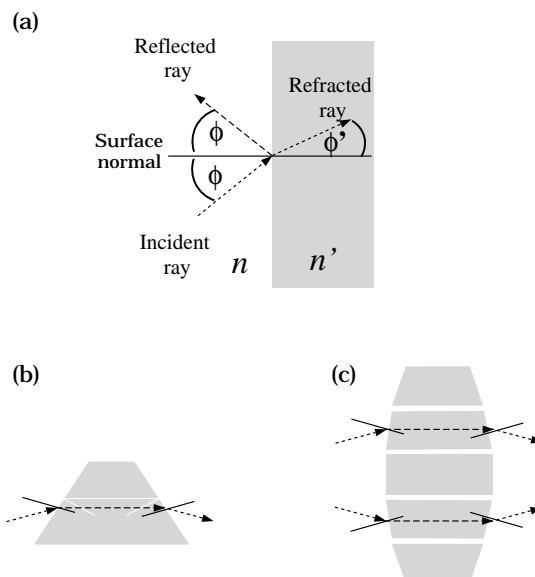 (a)
Reflected
ray
Refracted
ray
Surface
normal
ϕ
ϕ
ϕ’
Incident
ray
n
n’
(b)
(c)